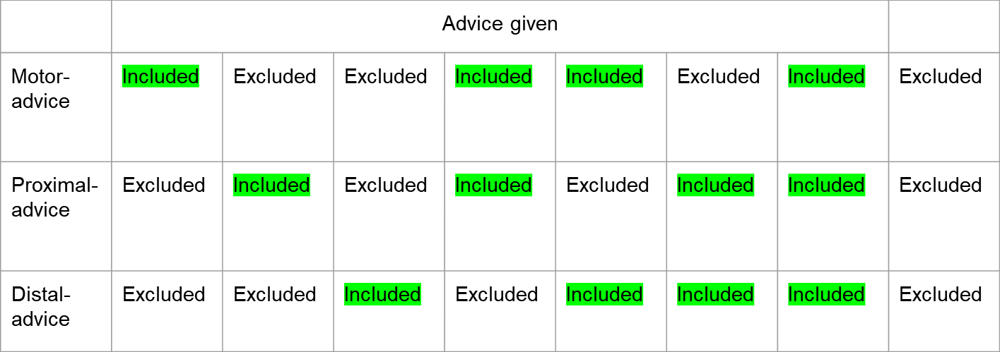 Advice given
Motor- Included Excluded Excluded Included Included Excluded Included Excluded
advice
Proximal- Excluded Included Excluded Included Excluded Included Included Excluded
advice
Distal- Excluded Excluded Included Excluded Included Included Included Excluded
advice